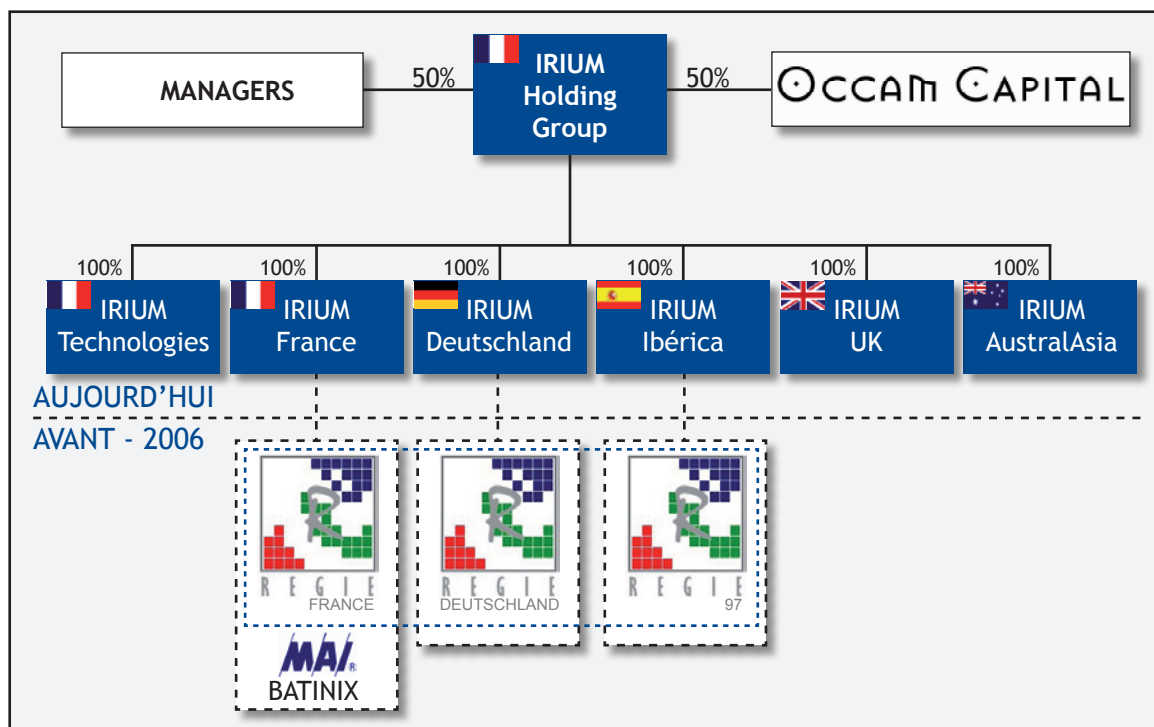 MANAGERS
50%
IRIUM
Holding
Group
50%
OCCAM CAPITAL
100%
100%
100%
100%
100%
100%
IRIUM
Technologies
IRIUM
France
IRIUM
Deutschland
IRIUM
Ibérica
IRIUM
UK
IRIUM
AustralAsia
AUJOURD'HUI
AVANT - 2006
R
REGIE
FRANCE
R
REGIE
DEUTSCHLAND
R
REGIE
97
MAI®
BATINIX